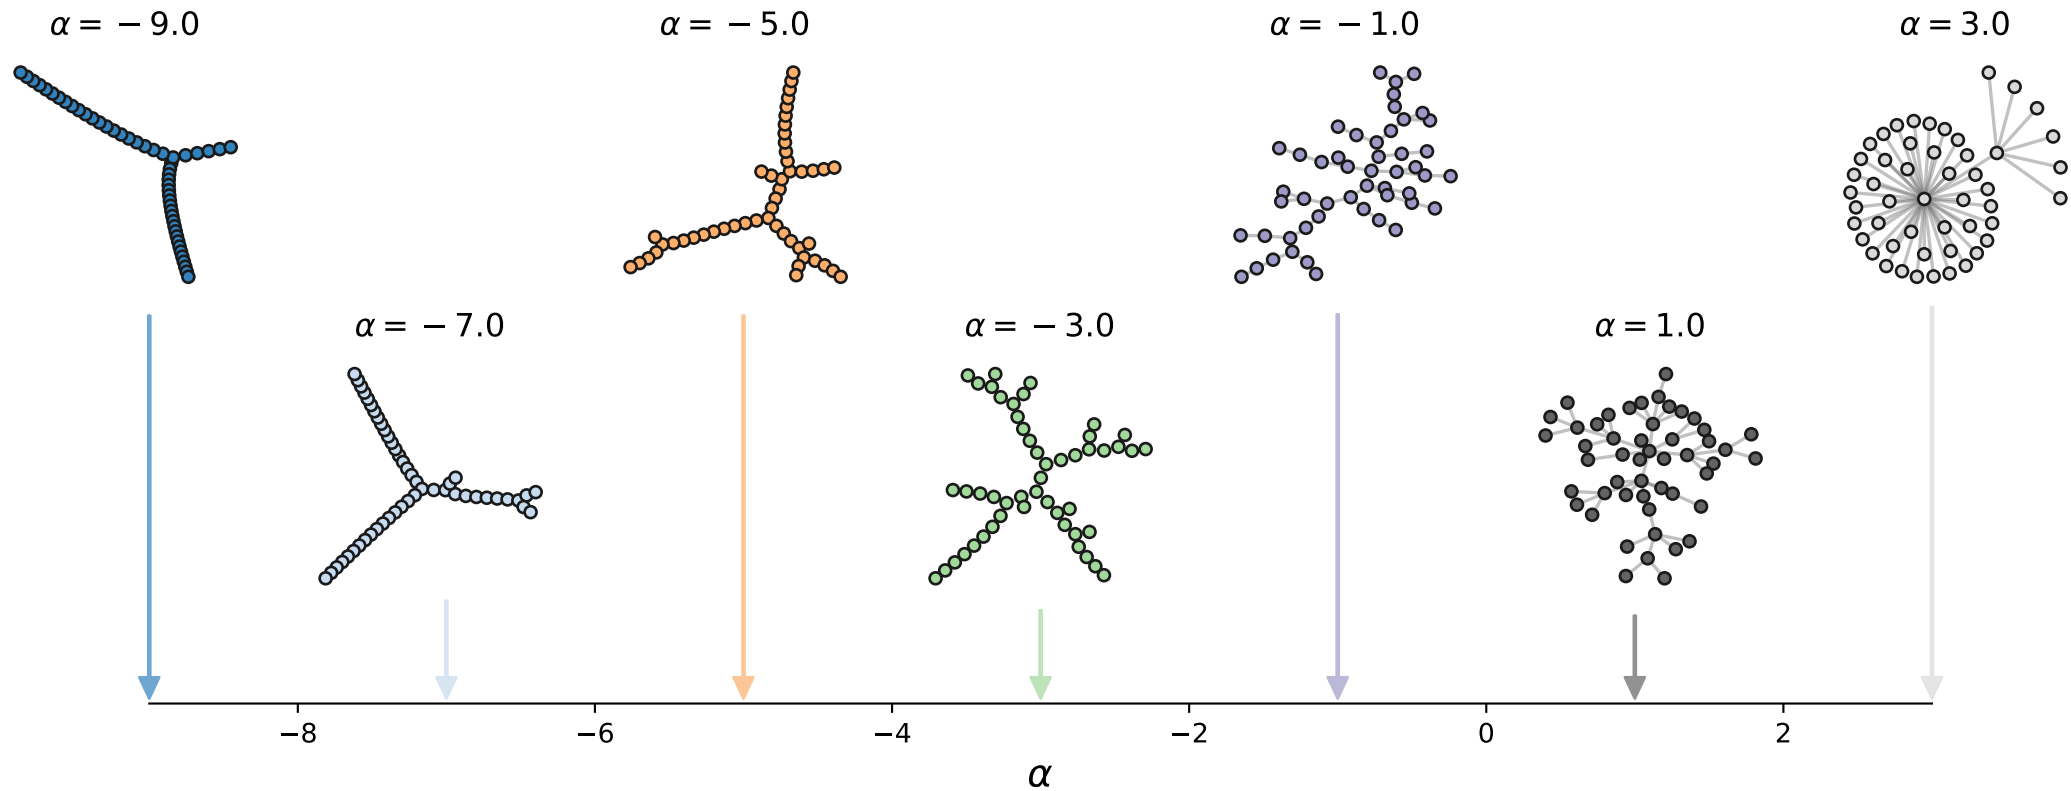 α = − 9.0
α = − 5.0
α = − 1.0
α = 3.0
α = − 7.0
α = − 3.0
α = 1.0
−8
−6
−4
−2
0
2
α